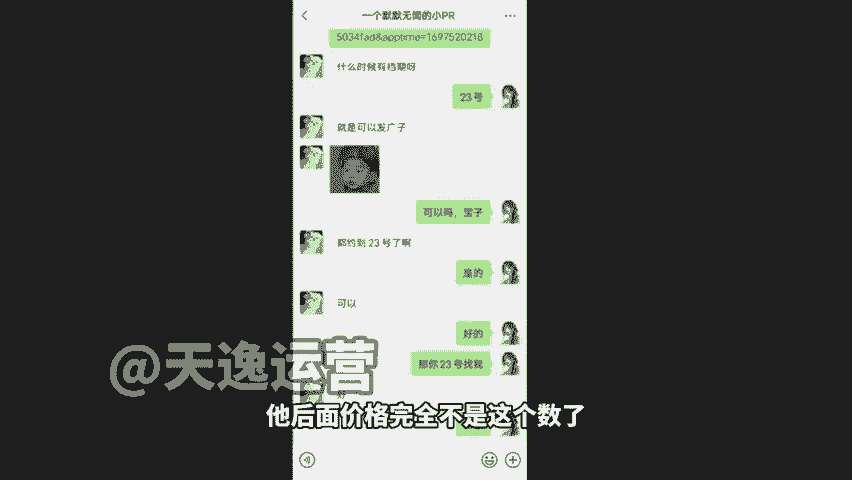 一个默默无闻的小PR
5034fad&apptime=1697520218
什么时候有档期呀
23号
就是可以发广子
可以吗，宝子
都约到23号了啊
是的
可以
好的
那你23号找我
@天逸运营
他后面价格完全不是这个数了